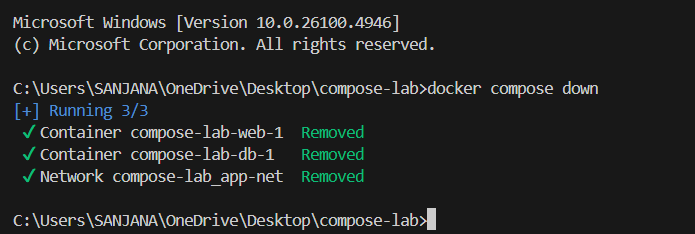 Microsoft Windows [Version 10.0.26100.4946]
(c) Microsoft Corporation. All rights reserved.
C:\Users\SANJANA\OneDrive\Desktop\compose-lab>docker compose down
[+] Running 3/3
✓ Container compose-lab-web-1 Removed
✓ Container compose-lab-db-1 Removed
✓ Network compose-lab_app-net Removed
C:\Users\SANJANA\OneDrive\Desktop\compose-lab>